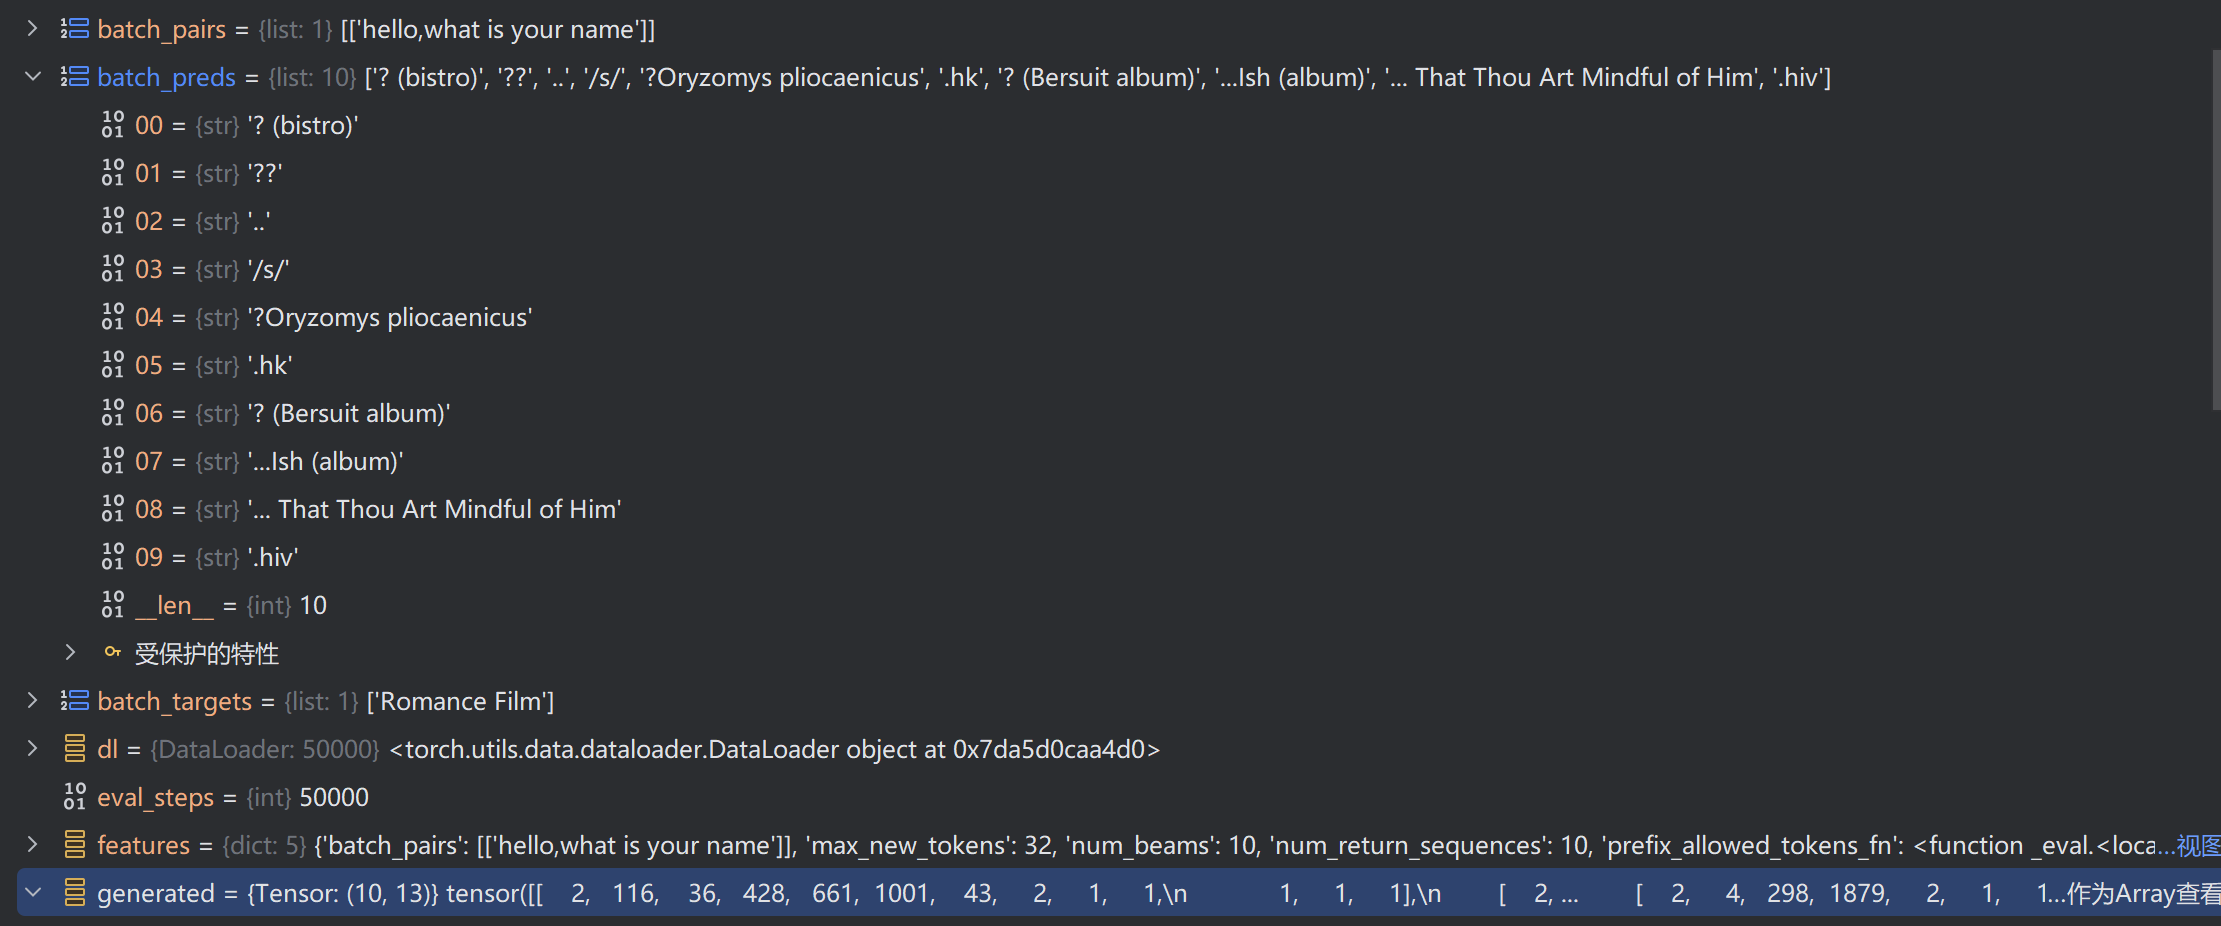 batch_pairs = {list: 1} [['hello,what is your name']]
batch_preds = {list: 10} ['? (bistro)', '??', '..', '/s/', '?Oryzomys pliocaenicus', '.hk', '? (Bersuit album)', '...Ish (album)', '... That Thou Art Mindful of Him', '.hiv']
00 = {str} '? (bistro)'
01 = {str} '??'
02 = {str} '..'
03 = {str} '/s/'
04 = {str} '?Oryzomys pliocaenicus'
05 = {str} '.hk'
06 = {str} '? (Bersuit album)'
07 = {str} '...Ish (album)'
08 = {str} '... That Thou Art Mindful of Him'
09 = {str} '.hiv'
__len__ = {int} 10
受保护的特性
batch_targets = {list: 1} ['Romance Film']
dl = {DataLoader: 50000} <torch.utils.data.dataloader.DataLoader object at 0x7da5d0caa4d0>
eval_steps = {int} 50000
features = {dict: 5} {'batch_pairs': [['hello,what is your name']], 'max_new_tokens': 32, 'num_beams': 10, 'num_return_sequences': 10, 'prefix_allowed_tokens_fn': <function _eval.<loca...视图
generated = {Tensor: (10, 13)} tensor([[ 2, 116, 36, 428, 661, 1001, 43, 2, 1, 1,\n 1, 1, 1],\n [ 2, ... [ 2, 4, 298, 1879, 2, 1, 1...作为Array查看